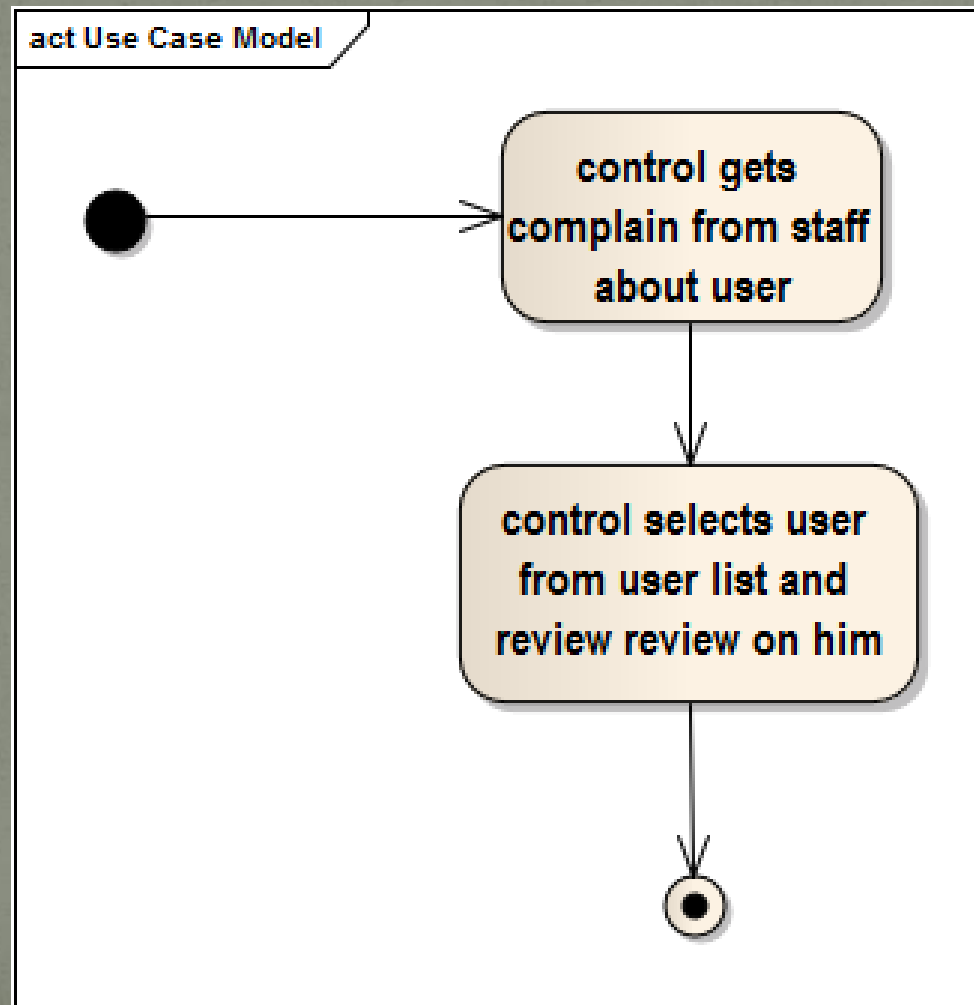 act Use Case Model
control gets
complain from staff
about user
control selects user
from user list and
review review on him